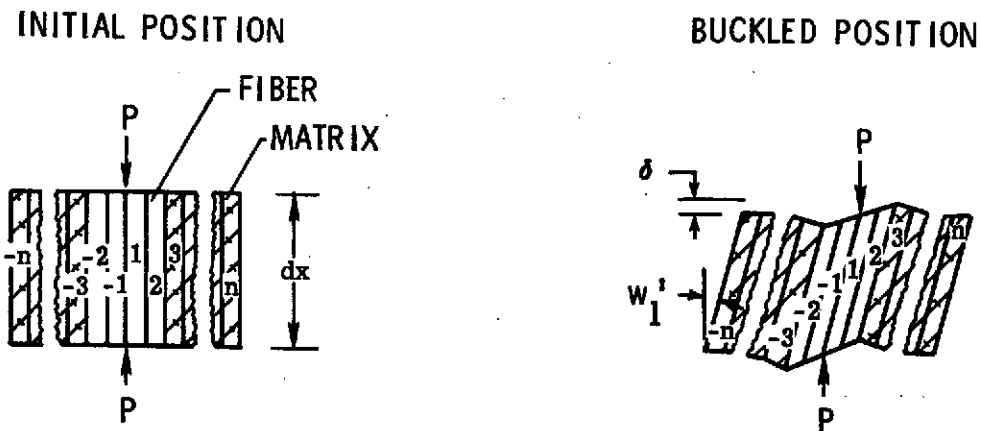 INITIAL POSITION
BUCKLED POSITION
FIBER
MATRIX
P
P
δ
-n
-3
-2
-1
1
2
3
n
dx
W₁'
-n
-3
-2
-1
1
2
3
n
P
P